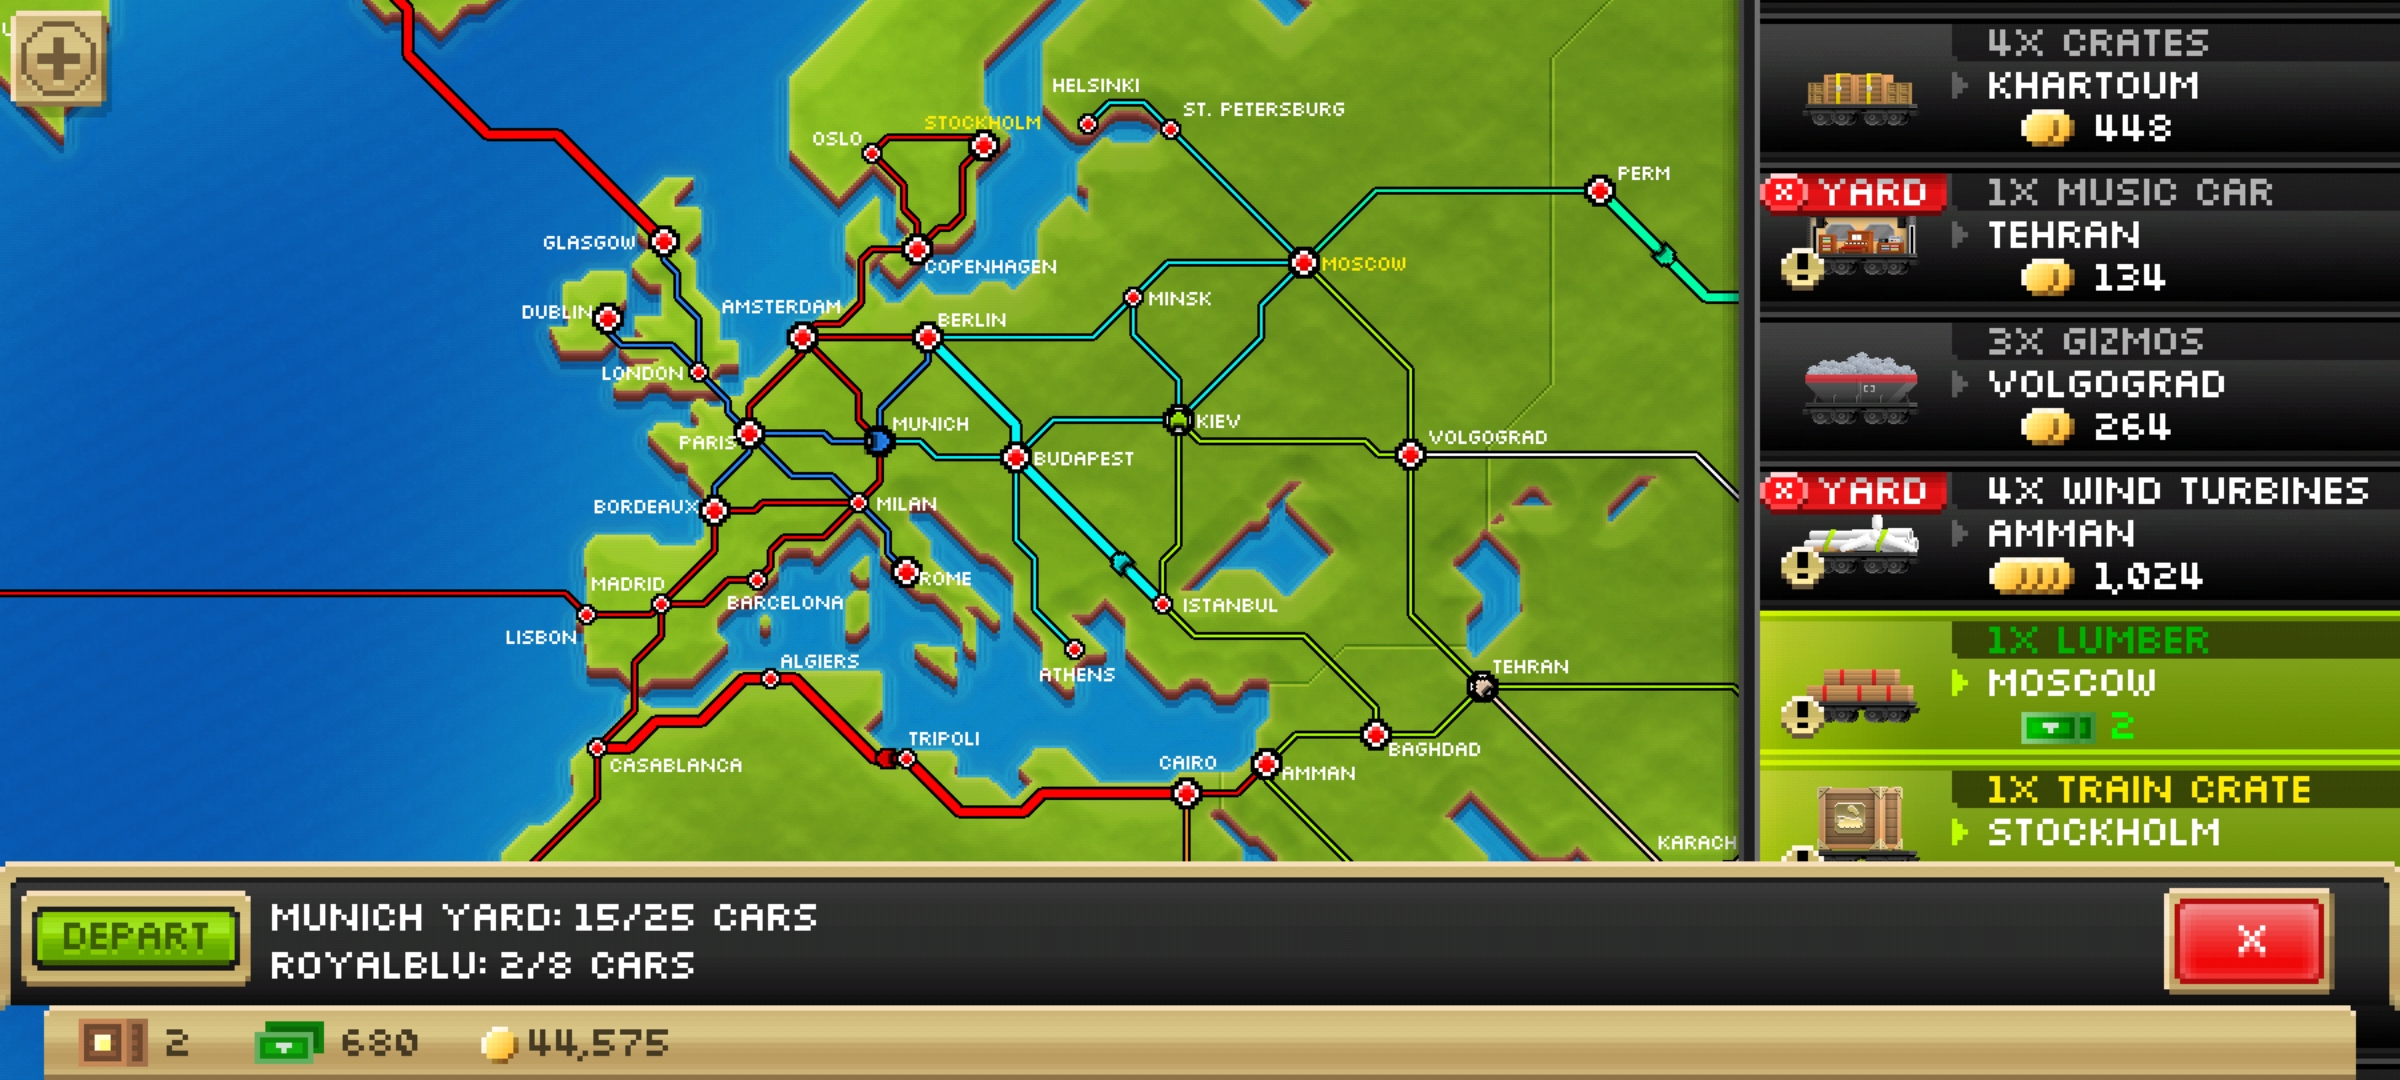 HELSINKI
ST. PETERSBURG
STOCKHOLM
OSLO
PERM
GLASGOW
COPENHAGEN
MOSCOW
MINSK
DUBLIN
AMSTERDAM
BERLIN
LONDON
MUNICH
KIEV
PARIS
BUDAPEST
VOLGOGRAD
BORDEAUX
MILAN
MADRID
ROME
BARCELONA
ISTANBUL
LISBON
ALGIERS
ATHENS
TEHRAN
TRIPOLI
CASABLANCA
CAIRO
AMMAN
BAGHDAD
KARACH
4X CRATES
KHARTOUM
448
YARD
1X MUSIC CAR
TEHRAN
134
3X GIZMOS
VOLGOGRAD
264
YARD
4X WIND TURBINES
AMMAN
1,024
1X LUMBER
MOSCOW
2
1X TRAIN CRATE
STOCKHOLM
DEPART
MUNICH YARD: 15/25 CARS
ROYALBLU: 2/8 CARS
X
2
680
44,575